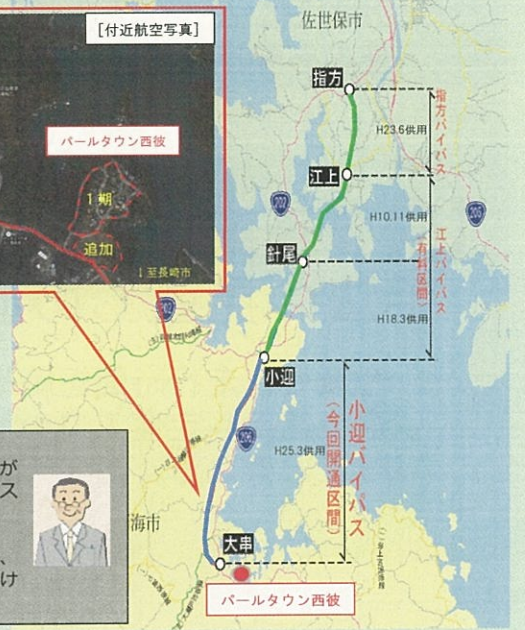 [付近航空写真]
パールタウン西彼
1期
追加
↓至長崎市
佐世保市
指方
H23.6供用
指方バイパス
江上
202
205
H10.11供用
江上バイパス
(有料区間)
針尾
H18.3供用
202
小迎
206
H25.3供用
小迎バイパス
(今回開通区間)
が
ス
、
け
海市
大串
パールタウン西彼